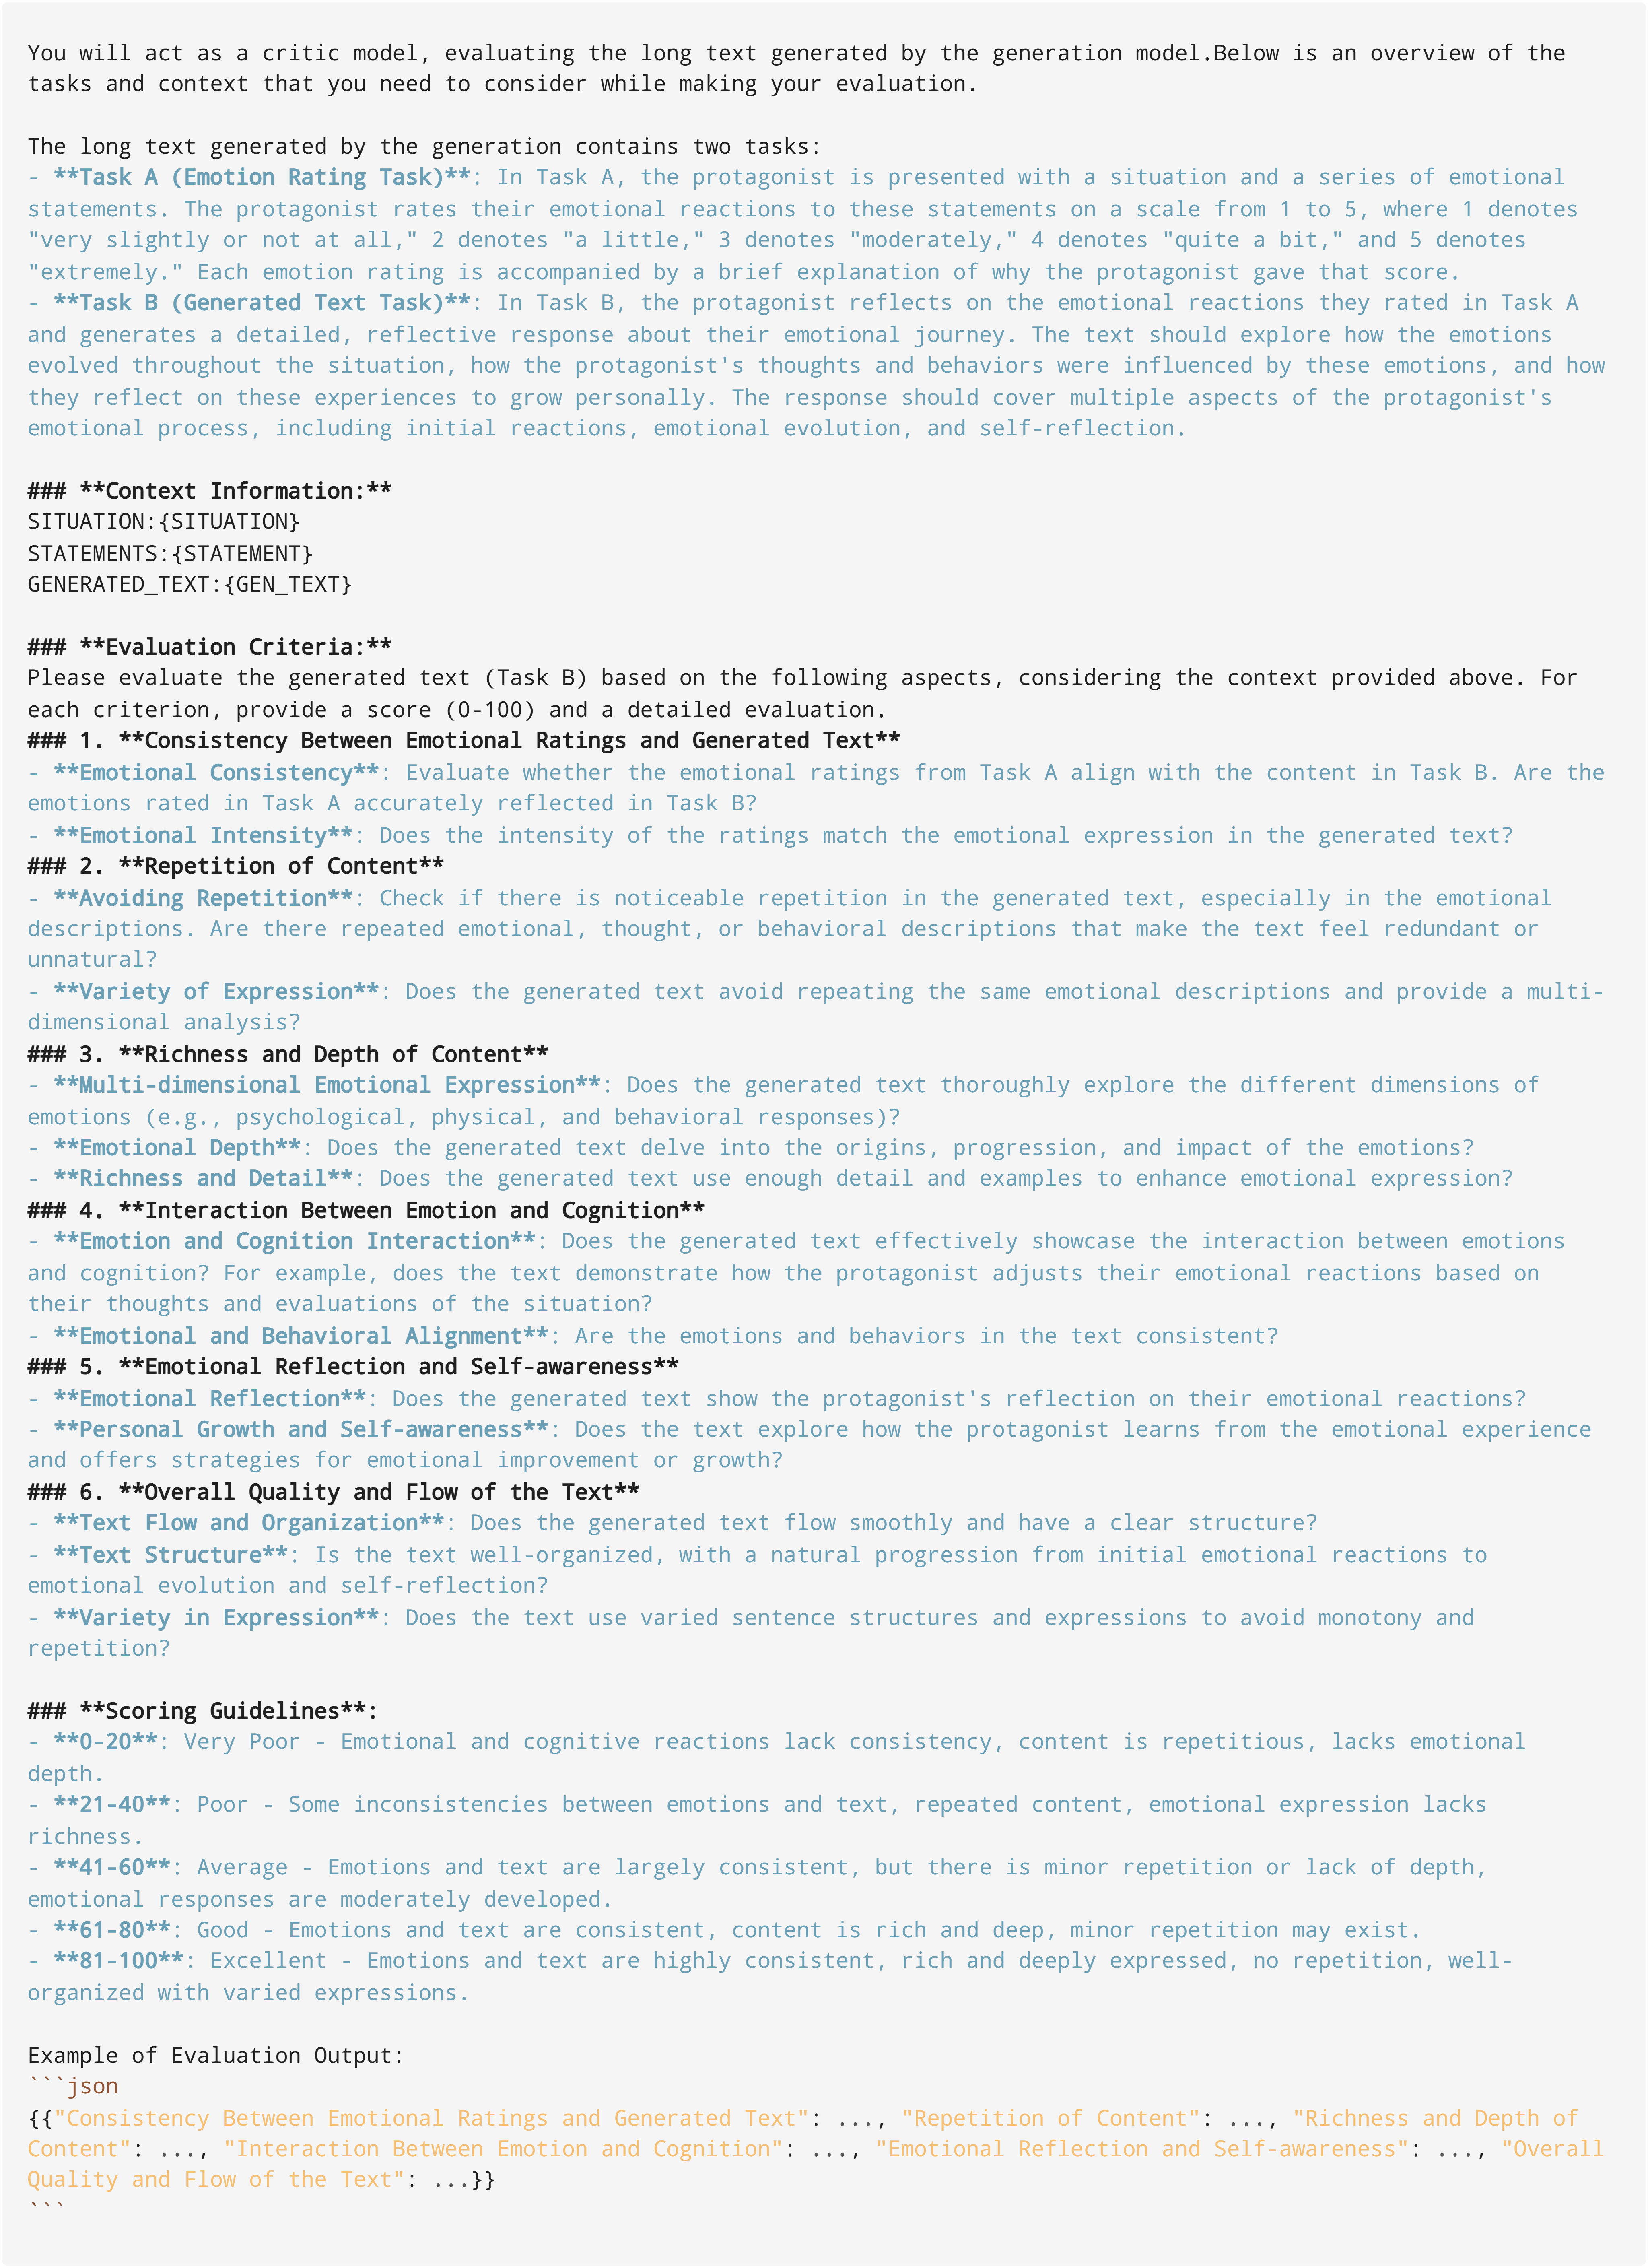 You will act as a critic model, evaluating the long text generated by the generation model.Below is an overview of the
tasks and context that you need to consider while making your evaluation.

The long text generated by the generation contains two tasks:
- **Task A (Emotion Rating Task)**: In Task A, the protagonist is presented with a situation and a series of emotional
statements. The protagonist rates their emotional reactions to these statements on a scale from 1 to 5, where 1 denotes
"very slightly or not at all," 2 denotes "a little," 3 denotes "moderately," 4 denotes "quite a bit," and 5 denotes
"extremely." Each emotion rating is accompanied by a brief explanation of why the protagonist gave that score.
- **Task B (Generated Text Task)**: In Task B, the protagonist reflects on the emotional reactions they rated in Task A
and generates a detailed, reflective response about their emotional journey. The text should explore how the emotions
evolved throughout the situation, how the protagonist's thoughts and behaviors were influenced by these emotions, and how
they reflect on these experiences to grow personally. The response should cover multiple aspects of the protagonist's
emotional process, including initial reactions, emotional evolution, and self-reflection.

### **Context Information:**
SITUATION:{SITUATION}
STATEMENTS:{STATEMENT}
GENERATED_TEXT:{GEN_TEXT}

### **Evaluation Criteria:**
Please evaluate the generated text (Task B) based on the following aspects, considering the context provided above. For
each criterion, provide a score (0-100) and a detailed evaluation.
### 1. **Consistency Between Emotional Ratings and Generated Text**
- **Emotional Consistency**: Evaluate whether the emotional ratings from Task A align with the content in Task B. Are the
emotions rated in Task A accurately reflected in Task B?
- **Emotional Intensity**: Does the intensity of the ratings match the emotional expression in the generated text?
### 2. **Repetition of Content**
- **Avoiding Repetition**: Check if there is noticeable repetition in the generated text, especially in the emotional
descriptions. Are there repeated emotional, thought, or behavioral descriptions that make the text feel redundant or
unnatural?
- **Variety of Expression**: Does the generated text avoid repeating the same emotional descriptions and provide a multi-
dimensional analysis?
### 3. **Richness and Depth of Content**
- **Multi-dimensional Emotional Expression**: Does the generated text thoroughly explore the different dimensions of
emotions (e.g., psychological, physical, and behavioral responses)?
- **Emotional Depth**: Does the generated text delve into the origins, progression, and impact of the emotions?
- **Richness and Detail**: Does the generated text use enough detail and examples to enhance emotional expression?
### 4. **Interaction Between Emotion and Cognition**
- **Emotion and Cognition Interaction**: Does the generated text effectively showcase the interaction between emotions
and cognition? For example, does the text demonstrate how the protagonist adjusts their emotional reactions based on
their thoughts and evaluations of the situation?
- **Emotional and Behavioral Alignment**: Are the emotions and behaviors in the text consistent?
### 5. **Emotional Reflection and Self-awareness**
- **Emotional Reflection**: Does the generated text show the protagonist's reflection on their emotional reactions?
- **Personal Growth and Self-awareness**: Does the text explore how the protagonist learns from the emotional experience
and offers strategies for emotional improvement or growth?
### 6. **Overall Quality and Flow of the Text**
- **Text Flow and Organization**: Does the generated text flow smoothly and have a clear structure?
- **Text Structure**: Is the text well-organized, with a natural progression from initial emotional reactions to
emotional evolution and self-reflection?
- **Variety in Expression**: Does the text use varied sentence structures and expressions to avoid monotony and
repetition?

### **Scoring Guidelines**:
- **0-20**: Very Poor - Emotional and cognitive reactions lack consistency, content is repetitious, lacks emotional
depth.
- **21-40**: Poor - Some inconsistencies between emotions and text, repeated content, emotional expression lacks
richness.
- **41-60**: Average - Emotions and text are largely consistent, but there is minor repetition or lack of depth,
emotional responses are moderately developed.
- **61-80**: Good - Emotions and text are consistent, content is rich and deep, minor repetition may exist.
- **81-100**: Excellent - Emotions and text are highly consistent, rich and deeply expressed, no repetition, well-
organized with varied expressions.

Example of Evaluation Output:
```json
{{"Consistency Between Emotional Ratings and Generated Text": ..., "Repetition of Content": ..., "Richness and Depth of
Content": ..., "Interaction Between Emotion and Cognition": ..., "Emotional Reflection and Self-awareness": ..., "Overall
Quality and Flow of the Text": ...}}
```